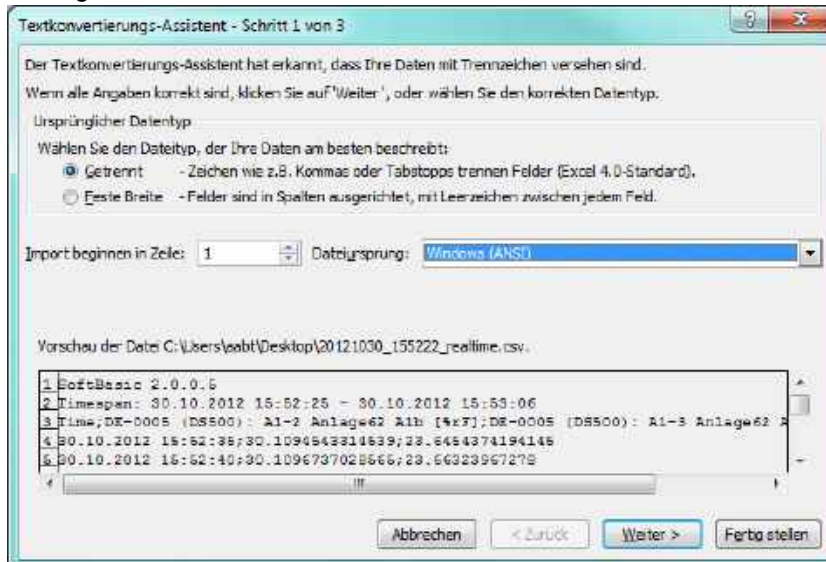 Textkonvertierungs-Assistent - Schritt 1 von 3
Der Textkonvertierungs-Assistent hat erkannt, dass Ihre Daten mit Trennzeichen versehen sind.
Wenn alle Angaben korrekt sind, klicken Sie auf 'Weiter', oder wählen Sie den korrekten Datentyp.
Ursprünglicher Datentyp
Wählen Sie den Dateityp, der Ihre Daten am besten beschreibt:
Getrennt - Zeichen wie z.B. Kommas oder Tabstopps trennen Felder (Excel 4.0-Standard).
Feste Breite - Felder sind in Spalten ausgerichtet, mit Leerzeichen zwischen jedem Feld.
Import beginnen in Zeile: 1 Dateiursprung: Windows (ANSI)
Vorschau der Datei C:\Users\sabt\Desktop\20121030_155222_realtime.csv.
1 SoftBasic 2.0.0.6
2 Timespan: 30.10.2012 15:52:25 - 30.10.2012 15:53:06
3 Time;DE-0005 (DS500): A1-2 Anlage62 A1b [%rF];DE-0005 (DS500): A1-3 Anlage62 A
4 30.10.2012 15:52:35;30.1094543314639;23.6454374194145
5 30.10.2012 15:52:40;30.1096737028565;23.66323967278
Abbrechen < Zurück Weiter > Fertig stellen